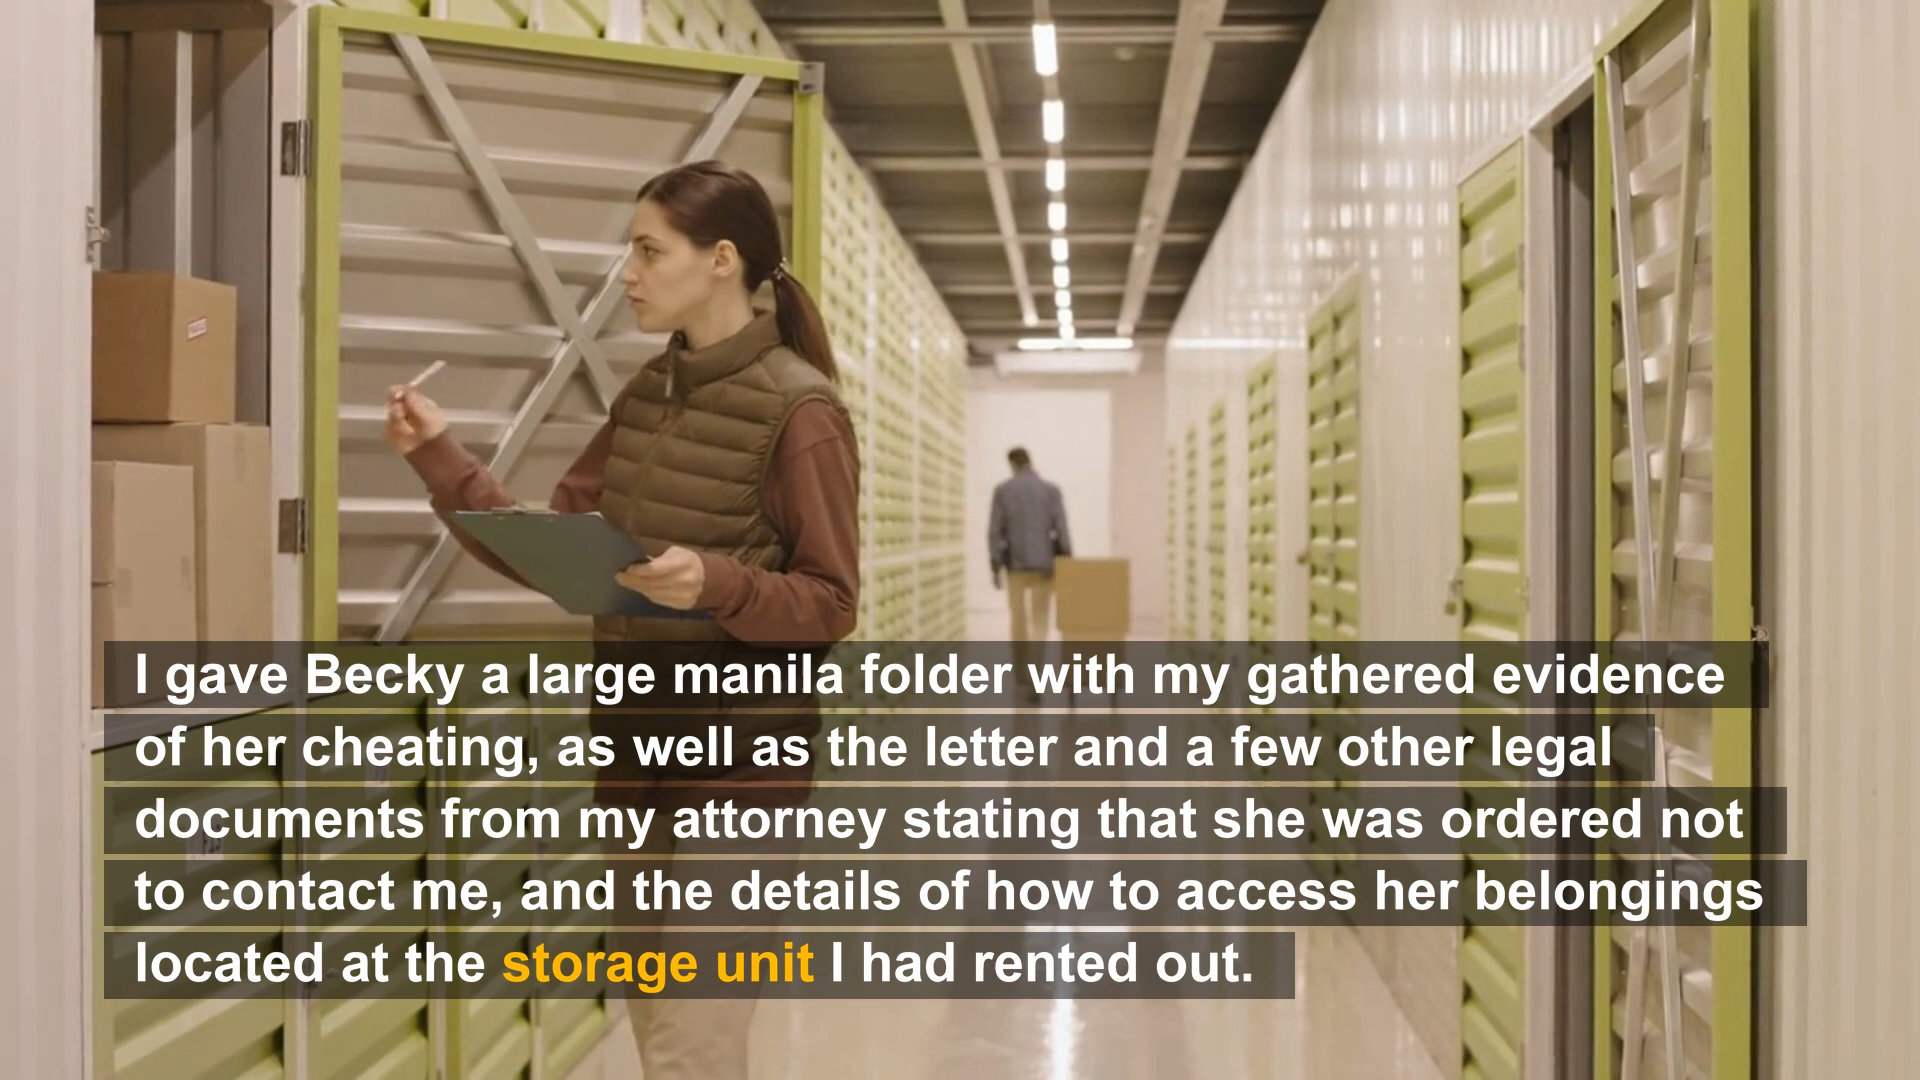 I gave Becky a large manila folder with my gathered evidence
of her cheating, as well as the letter and a few other legal
documents from my attorney stating that she was ordered not
to contact me, and the details of how to access her belongings
located at the storage unit I had rented out.